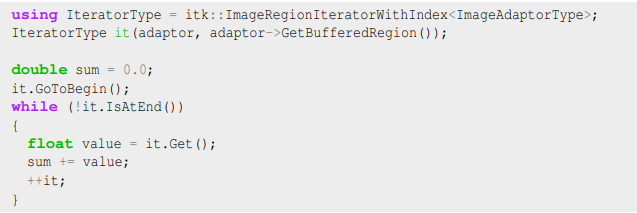 using IteratorType = itk::ImageRegionIteratorWithIndex<ImageAdaptorType>;
IteratorType it(adaptor, adaptor->GetBufferedRegion());

double sum = 0.0;
it.GoToBegin();
while (!it.IsAtEnd())
{
  float value = it.Get();
  sum += value;
  ++it;
}